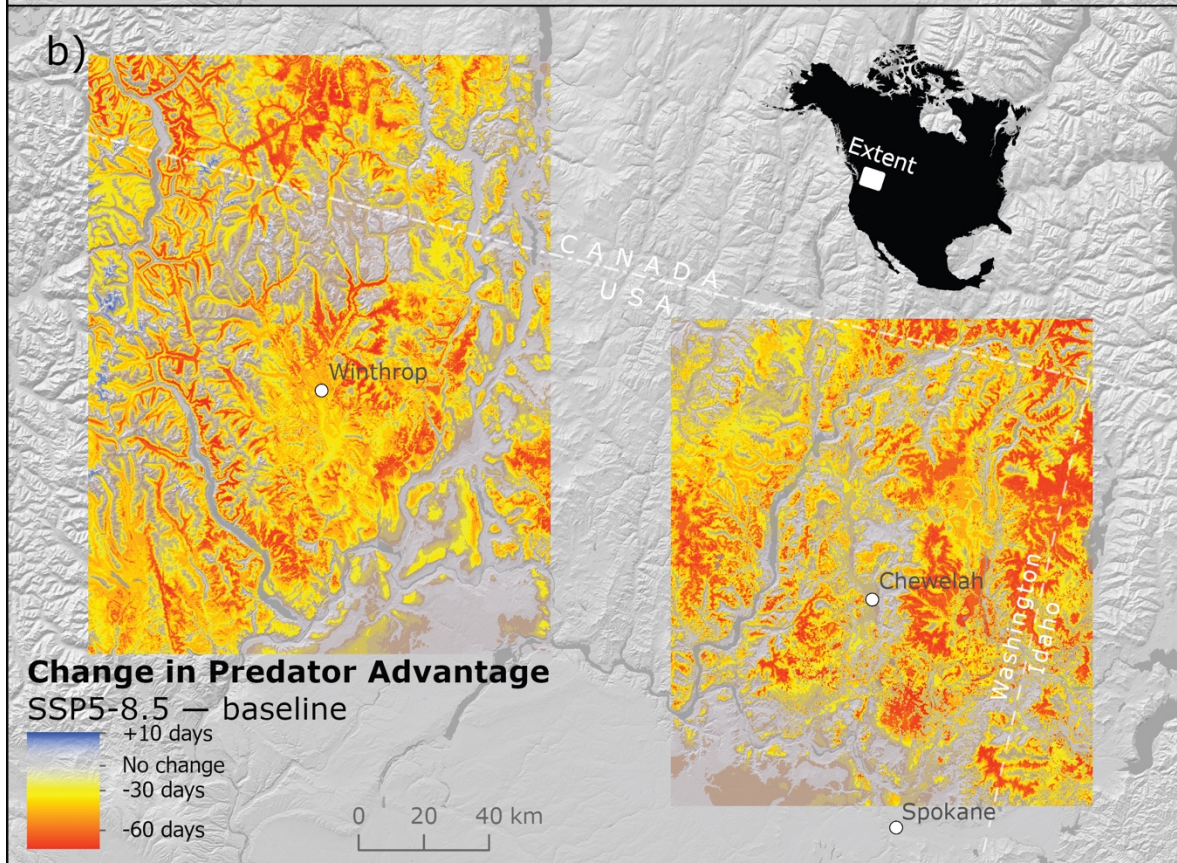 b)
Extent
CANADA
USA
Winthrop
Chewelah
Washington
Idaho
Change in Predator Advantage
SSP5-8.5 — baseline
+10 days
No change
-30 days
-60 days
0 20 40 km
Spokane